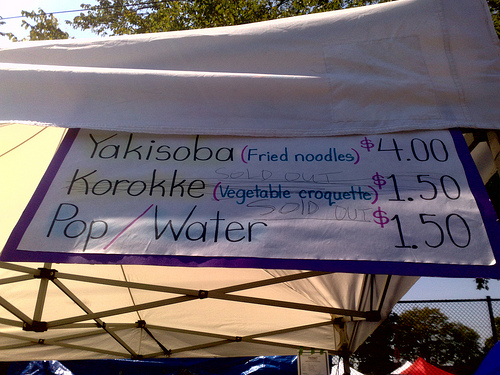 Yakisoba (Fried noodles) $4.00
SOLD OUT
Korokke (Vegetable croquette) $1.50
SOLD OUT
Pop / Water $1.50